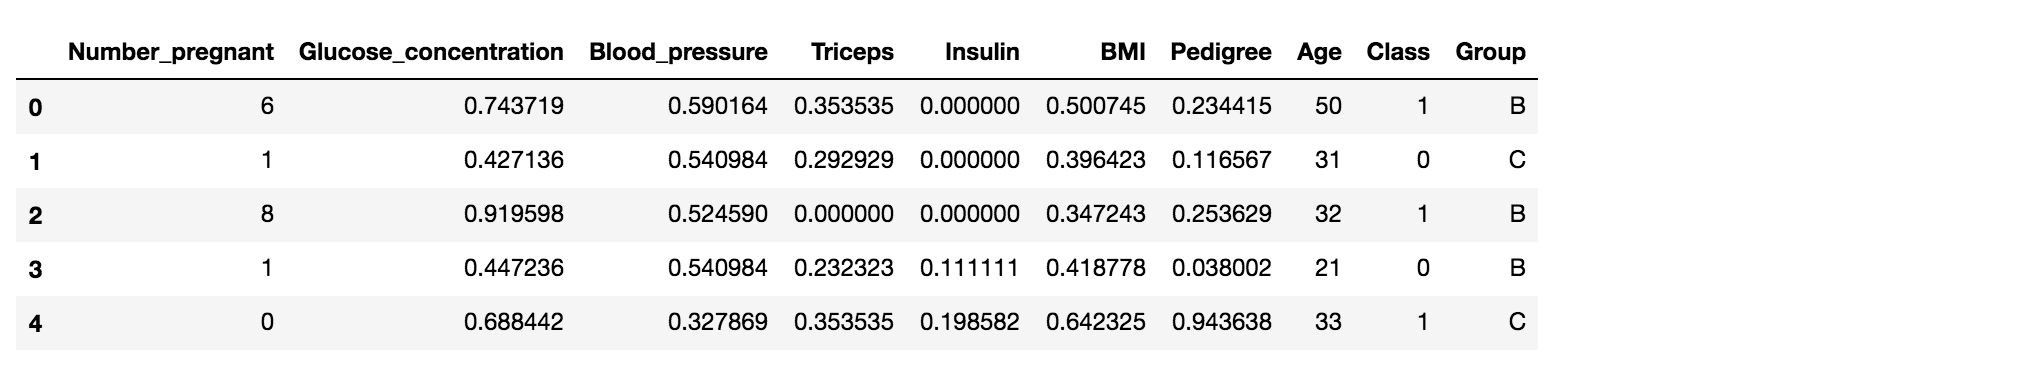 Number_pregnant Glucose_concentration Blood_pressure Triceps Insulin BMI Pedigree Age Class Group
0 6 0.743719 0.590164 0.353535 0.000000 0.500745 0.234415 50 1 B
1 1 0.427136 0.540984 0.292929 0.000000 0.396423 0.116567 31 0 C
2 8 0.919598 0.524590 0.000000 0.000000 0.347243 0.253629 32 1 B
3 1 0.447236 0.540984 0.232323 0.111111 0.418778 0.038002 21 0 B
4 0 0.688442 0.327869 0.353535 0.198582 0.642325 0.943638 33 1 C